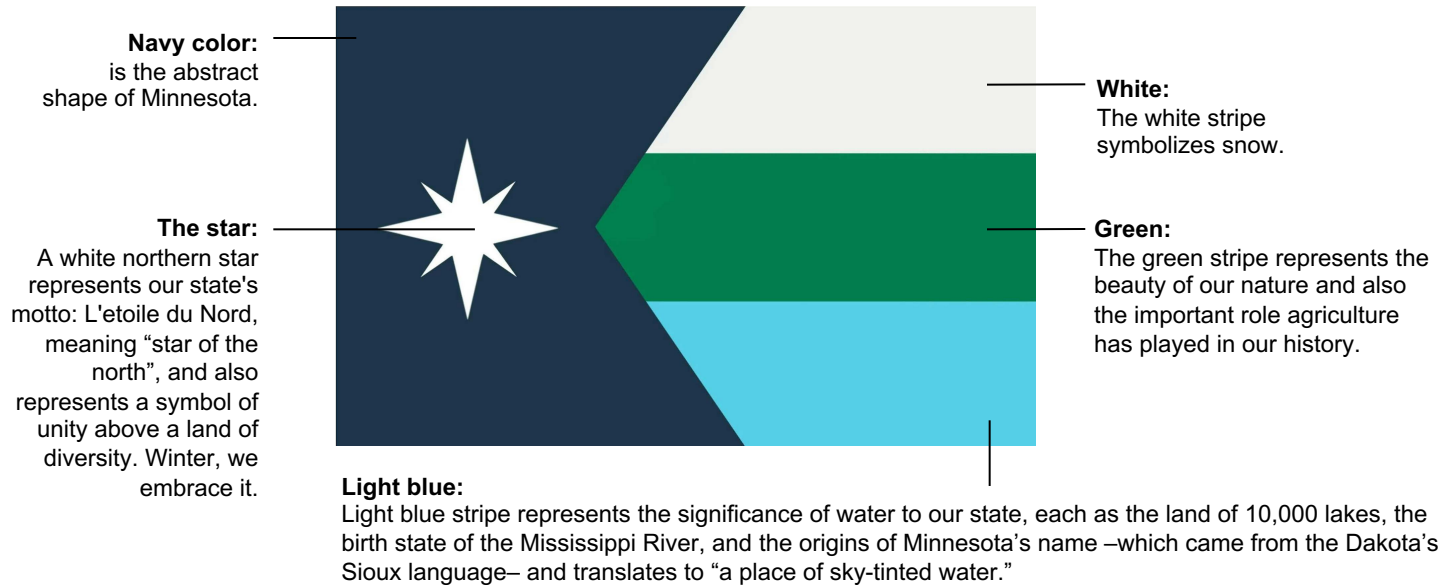 Navy color:
is the abstract
shape of Minnesota.
The star:
A white northern star
represents our state's
motto: L'etoile du Nord,
meaning “star of the
north”, and also
represents a symbol of
unity above a land of
diversity. Winter, we
embrace it.
White:
The white stripe
symbolizes snow.
Green:
The green stripe represents the
beauty of our nature and also
the important role agriculture
has played in our history.
Light blue:
Light blue stripe represents the significance of water to our state, each as the land of 10,000 lakes, the
birth state of the Mississippi River, and the origins of Minnesota’s name –which came from the Dakota’s
Sioux language– and translates to “a place of sky-tinted water.”